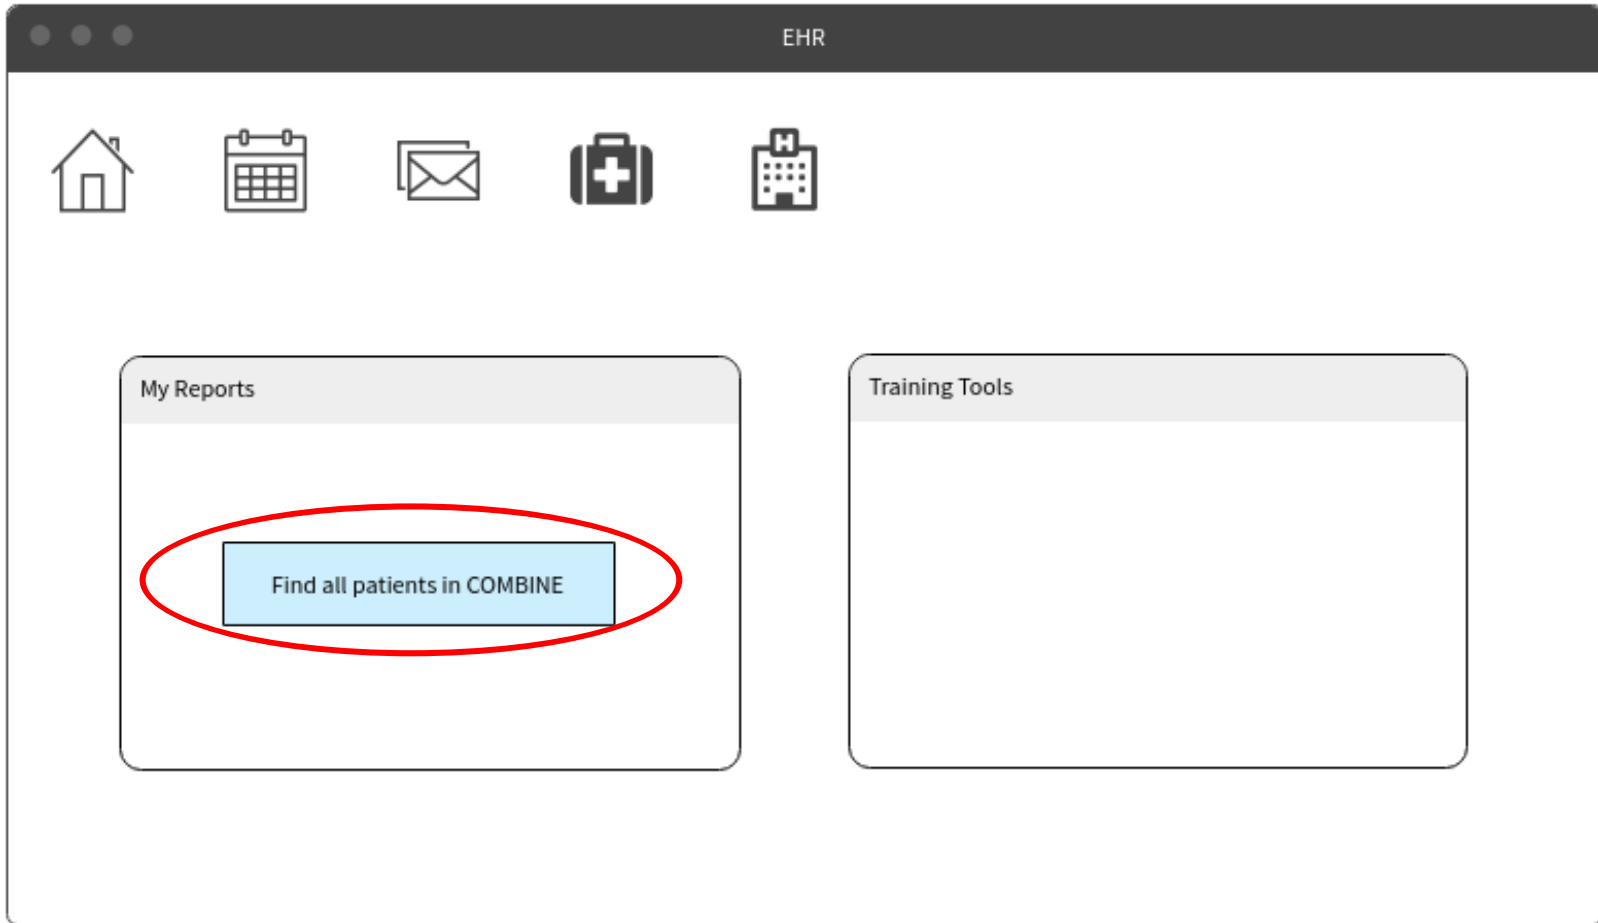 EHR
H
My Reports
Training Tools
Find all patients in COMBINE